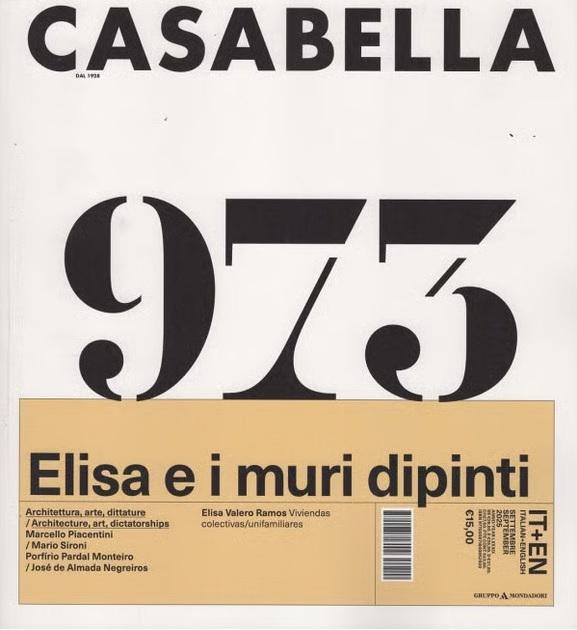 CASABELLA
DAL 1928
973
Elisa e i muri dipinti
Architettura, arte, dittature
/ Architecture, art, dictatorships
Marcello Piacentini
/ Mario Sironi
Porfirio Pardal Monteiro
/ José de Almada Negreiros
Elisa Valero Ramos Viviendas
colectivas/unifamiliares
IT+EN
ITALIAN+ENGLISH
SETTEMBRE
SEPTEMBER
2025
€15,00
GRUPPO MONDADORI